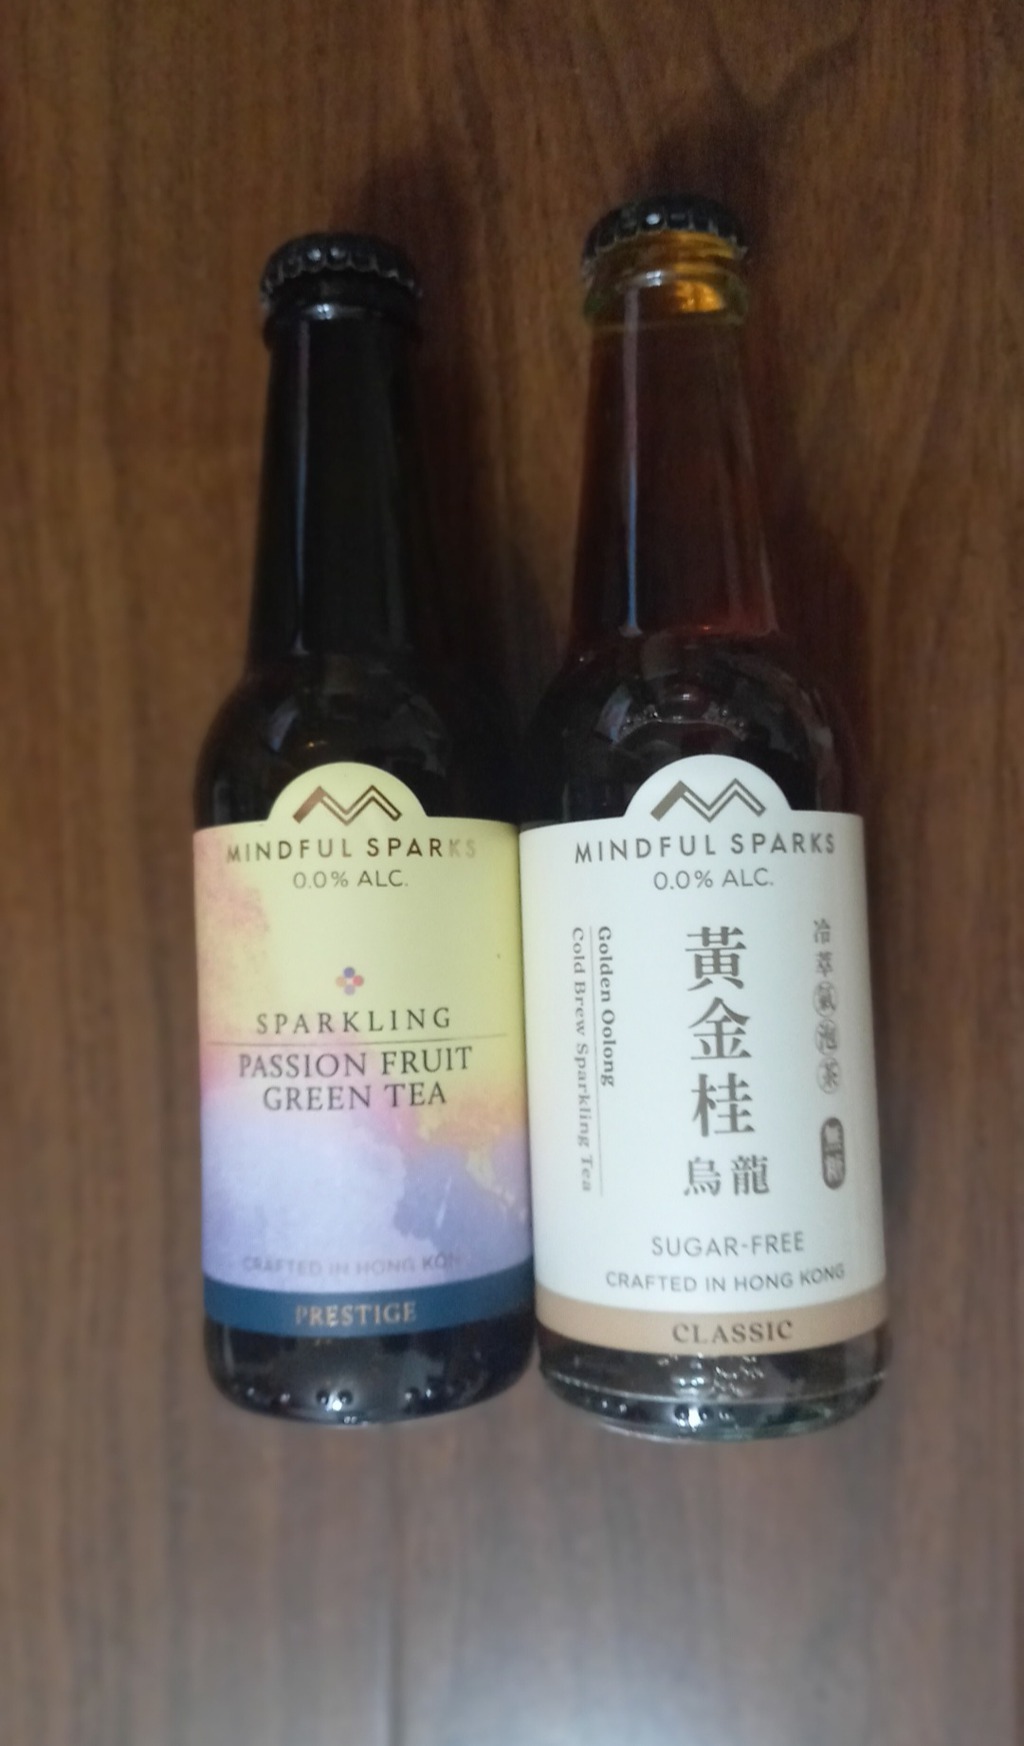 MINDFUL SPARKS
0.0% ALC.
SPARKLING
PASSION FRUIT
GREEN TEA
CRAFTED IN HONG KONG
PRESTIGE
MINDFUL SPARKS
0.0% ALC.
冷萃氣泡茶
無糖
黃金桂
烏龍
Golden Oolong
Cold Brew Sparkling Tea
SUGAR-FREE
CRAFTED IN HONG KONG
CLASSIC